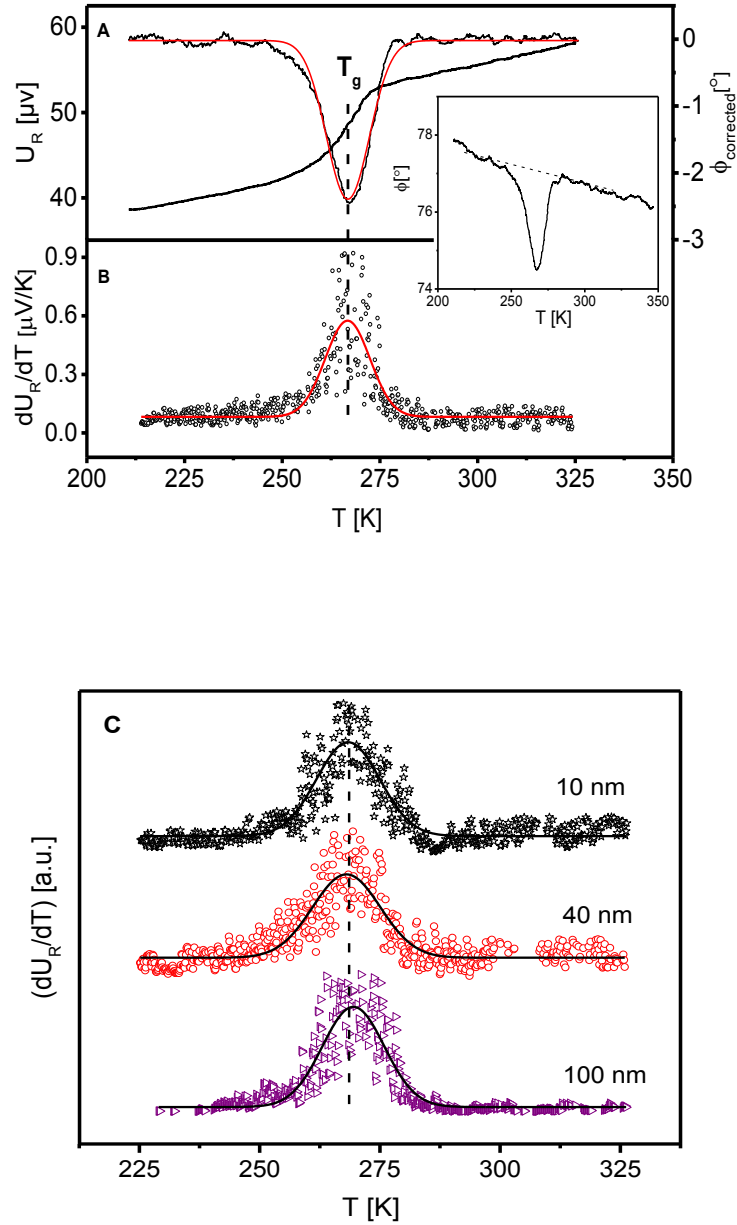 A
60
50
40
U_R [μv]
T_g
0
-1
-2
-3
ϕ_corrected[°]
78
76
74
ϕ[°]
200 250 300 350
T [K]
B
0.9
0.6
0.3
0.0
dU_R/dT [μV/K]
200 225 250 275 300 325 350
T [K]
C
10 nm
40 nm
100 nm
(dU_R/dT) [a.u.]
225 250 275 300 325
T [K]